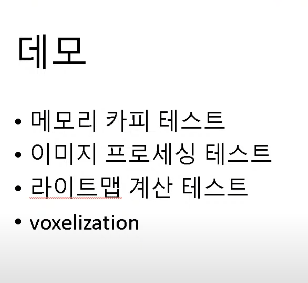 데모
• 메모리 카피 테스트
• 이미지 프로세싱 테스트
• 라이트맵 계산 테스트
• voxelization